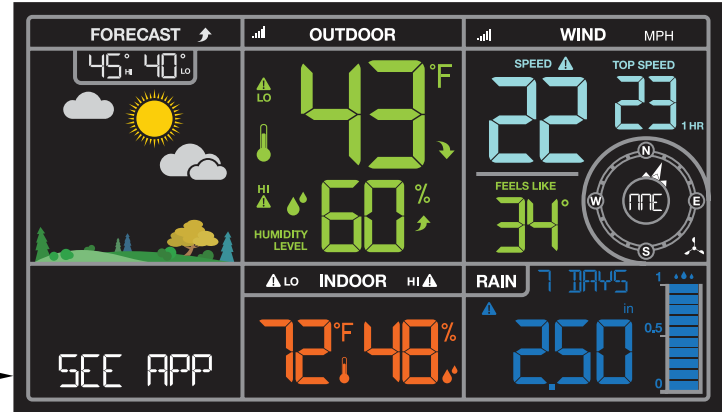 FORECAST
45° HI 40° LO
OUTDOOR
LO
43°F
HI
60%
HUMIDITY
LEVEL
WIND MPH
SPEED TOP SPEED
22 23
1 HR
FEELS LIKE
34°
N
W NNE E
S
SEE APP
LO INDOOR HI
72°F 48%
RAIN 7 DAYS
in
2.50
1
0.5
0